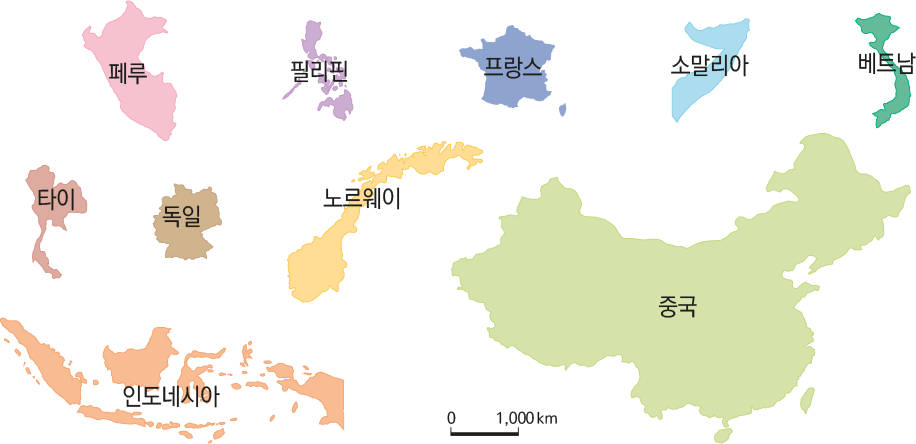 페루
필리핀
프랑스
소말리아
베트남
타이
독일
노르웨이
중국
인도네시아
0 1,000 km